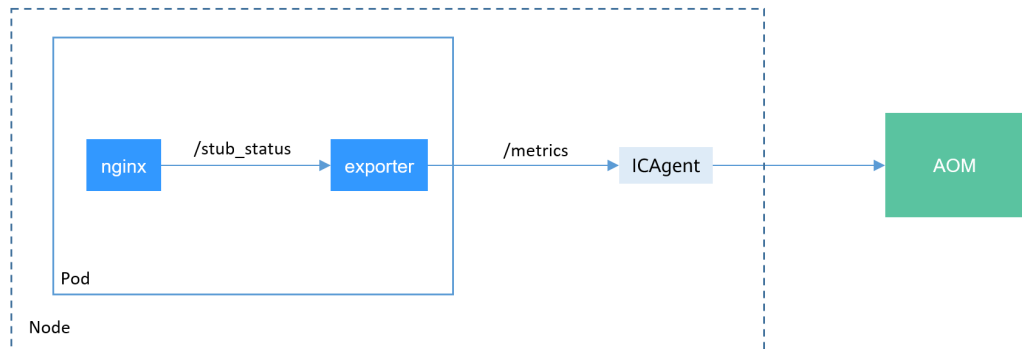 nginx
/stub_status
exporter
/metrics
ICAgent
AOM
Pod
Node